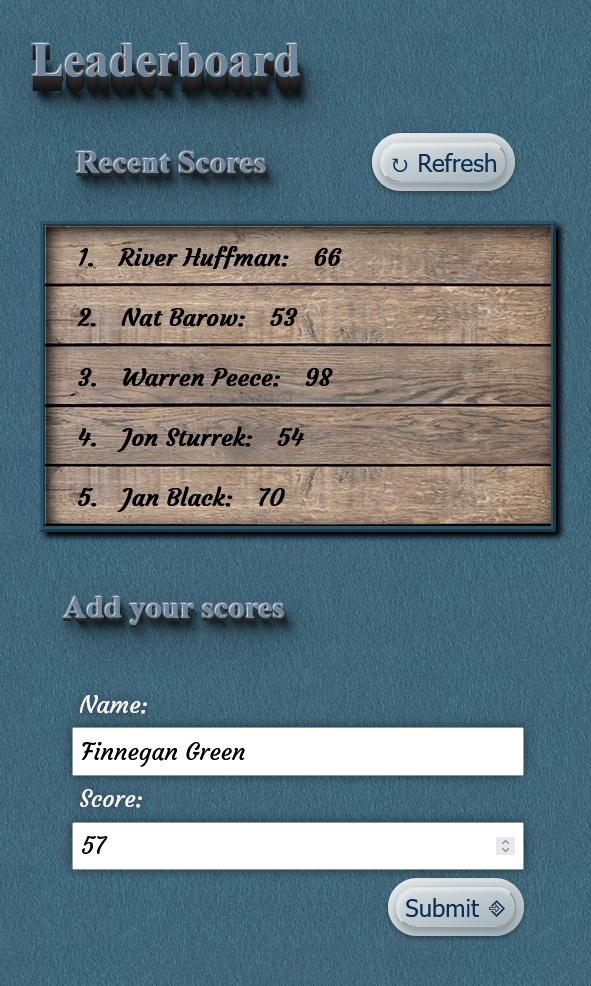 Leaderboard
Recent Scores
↻ Refresh
1. River Huffman: 66
2. Nat Barow: 53
3. Warren Peece: 98
4. Jon Sturrek: 54
5. Jan Black: 70
Add your scores
Name:
Finnegan Green
Score:
57
Submit